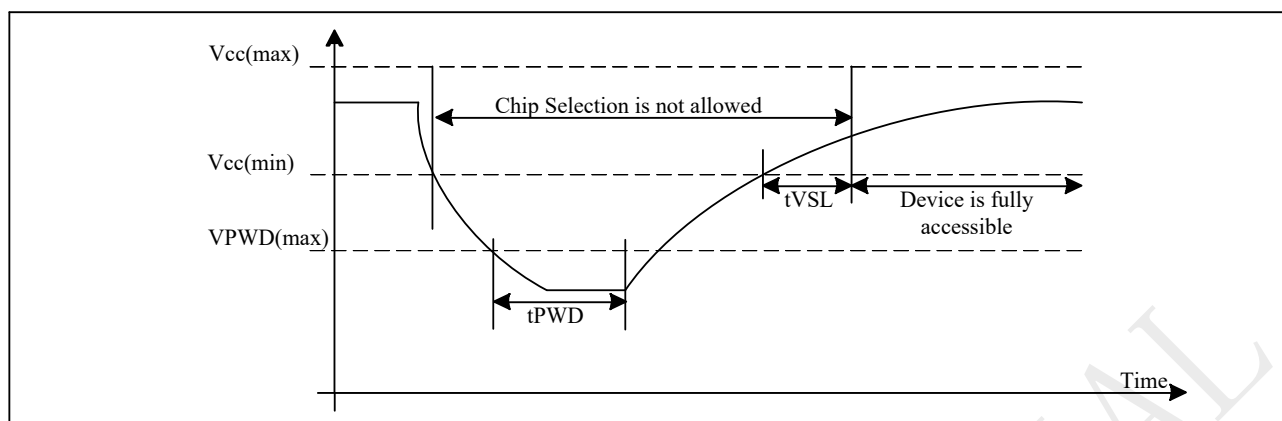 Vcc(max)
Chip Selection is not allowed
Vcc(min)
tVSL
Device is fully
accessible
VPWD(max)
tPWD
Time